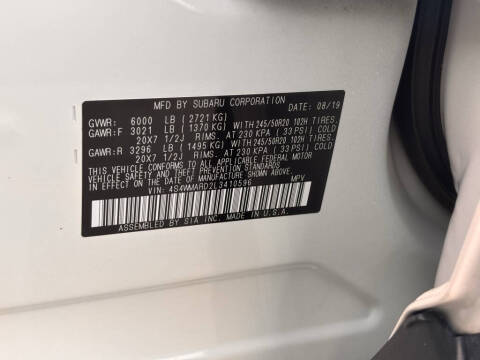 MFD BY SUBARU CORPORATION DATE: 08/19
GVWR: 6000 LB (2721 KG)
GAWR:F 3021 LB (1370 KG) WITH 245/50R20 102H TIRES.
20X7 1/2J RIMS. AT 230 KPA (33 PSI) COLD
GAWR:R 3296 LB (1495 KG) WITH 245/50R20 102H TIRES.
20X7 1/2J RIMS. AT 230 KPA (33 PSI) COLD
THIS VEHICLE CONFORMS TO ALL APPLICABLE FEDERAL MOTOR
VEHICLE SAFETY AND THEFT PREVENTION STANDARDS
IN EFFECT ON THE DATE OF MANUFACTURE SHOWN ABOVE.
VIN: 4S4WMARD2L3410596 MPV
ASSEMBLED BY SIA INC. MADE IN U.S.A.